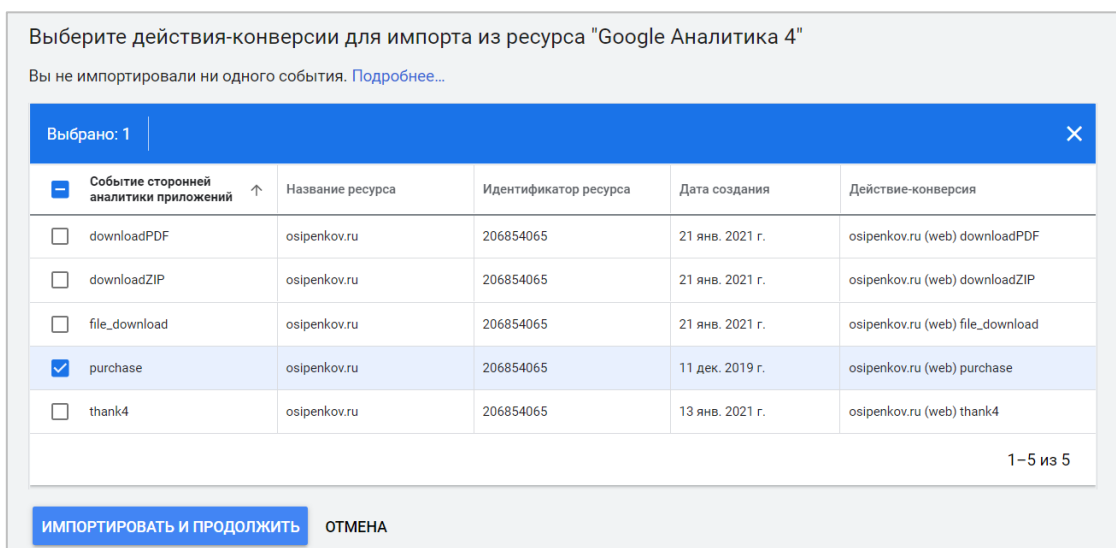 Выберите действия-конверсии для импорта из ресурса "Google Аналитика 4"
Вы не импортировали ни одного события. Подробнее...
Выбрано: 1
Событие сторонней аналитики приложений Название ресурса Идентификатор ресурса Дата создания Действие-конверсия
downloadPDF osipenkov.ru 206854065 21 янв. 2021 г. osipenkov.ru (web) downloadPDF
downloadZIP osipenkov.ru 206854065 21 янв. 2021 г. osipenkov.ru (web) downloadZIP
file_download osipenkov.ru 206854065 21 янв. 2021 г. osipenkov.ru (web) file_download
purchase osipenkov.ru 206854065 11 дек. 2019 г. osipenkov.ru (web) purchase
thank4 osipenkov.ru 206854065 13 янв. 2021 г. osipenkov.ru (web) thank4
1–5 из 5
ИМПОРТИРОВАТЬ И ПРОДОЛЖИТЬ ОТМЕНА